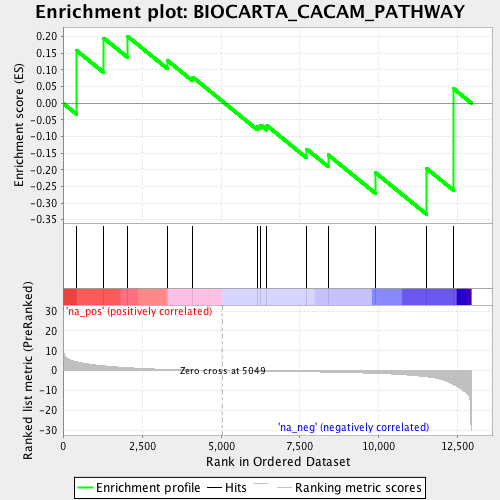 Enrichment plot: BIOCARTA_CACAM_PATHWAY
Enrichment score (ES)
0.20
0.15
0.10
0.05
0.00
-0.05
-0.10
-0.15
-0.20
-0.25
-0.30
-0.35
'na_pos' (positively correlated)
Ranked list metric (PreRanked)
30
20
10
0
-10
-20
-30
Zero cross at 5049
'na_neg' (negatively correlated)
0 2,500 5,000 7,500 10,000 12,500
Rank in Ordered Dataset
Enrichment profile Hits Ranking metric scores